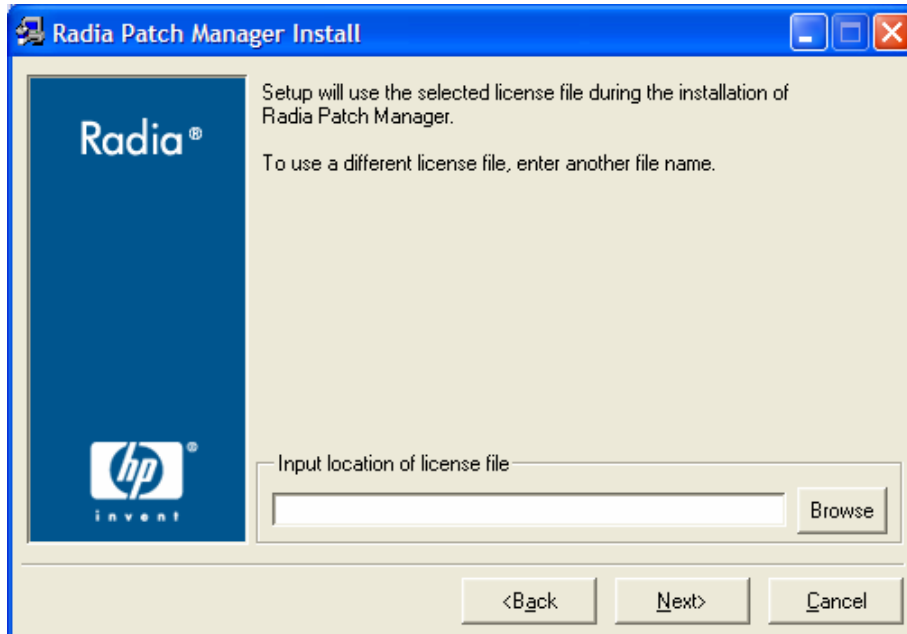 Radia Patch Manager Install
Radia®
Setup will use the selected license file during the installation of
Radia Patch Manager.
To use a different license file, enter another file name.
hp®
invent
Input location of license file
Browse
<Back
Next>
Cancel